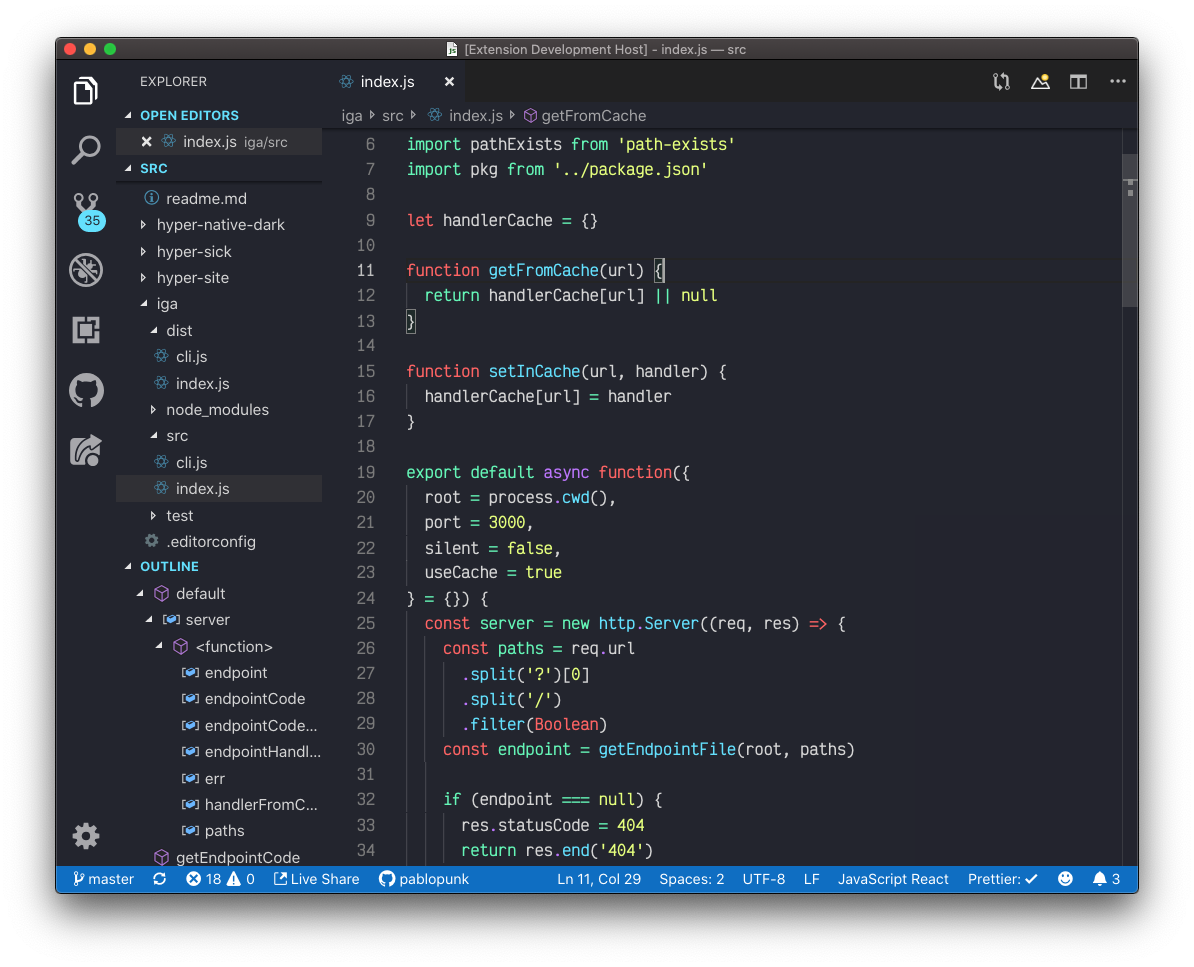 [Extension Development Host] - index.js — src
EXPLORER
OPEN EDITORS
index.js iga/src
SRC
readme.md
hyper-native-dark
hyper-sick
hyper-site
iga
dist
cli.js
index.js
node_modules
src
cli.js
index.js
test
.editorconfig
OUTLINE
default
server
<function>
endpoint
endpointCode
endpointCode...
endpointHandl...
err
handlerFromC...
paths
getEndpointCode
35
index.js
iga src index.js getFromCache
6 import pathExists from 'path-exists'
7 import pkg from '../package.json'
8
9 let handlerCache = {}
10
11 function getFromCache(url) {
12 return handlerCache[url] || null
13 }
14
15 function setInCache(url, handler) {
16 handlerCache[url] = handler
17 }
18
19 export default async function({
20 root = process.cwd(),
21 port = 3000,
22 silent = false,
23 useCache = true
24 } = {}) {
25 const server = new http.Server((req, res) => {
26 const paths = req.url
27 .split('?')[0]
28 .split('/')
29 .filter(Boolean)
30 const endpoint = getEndpointFile(root, paths)
31
32 if (endpoint === null) {
33 res.statusCode = 404
34 return res.end('404')
master 18 0 Live Share pablopunk Ln 11, Col 29 Spaces: 2 UTF-8 LF JavaScript React Prettier: ✓ 3